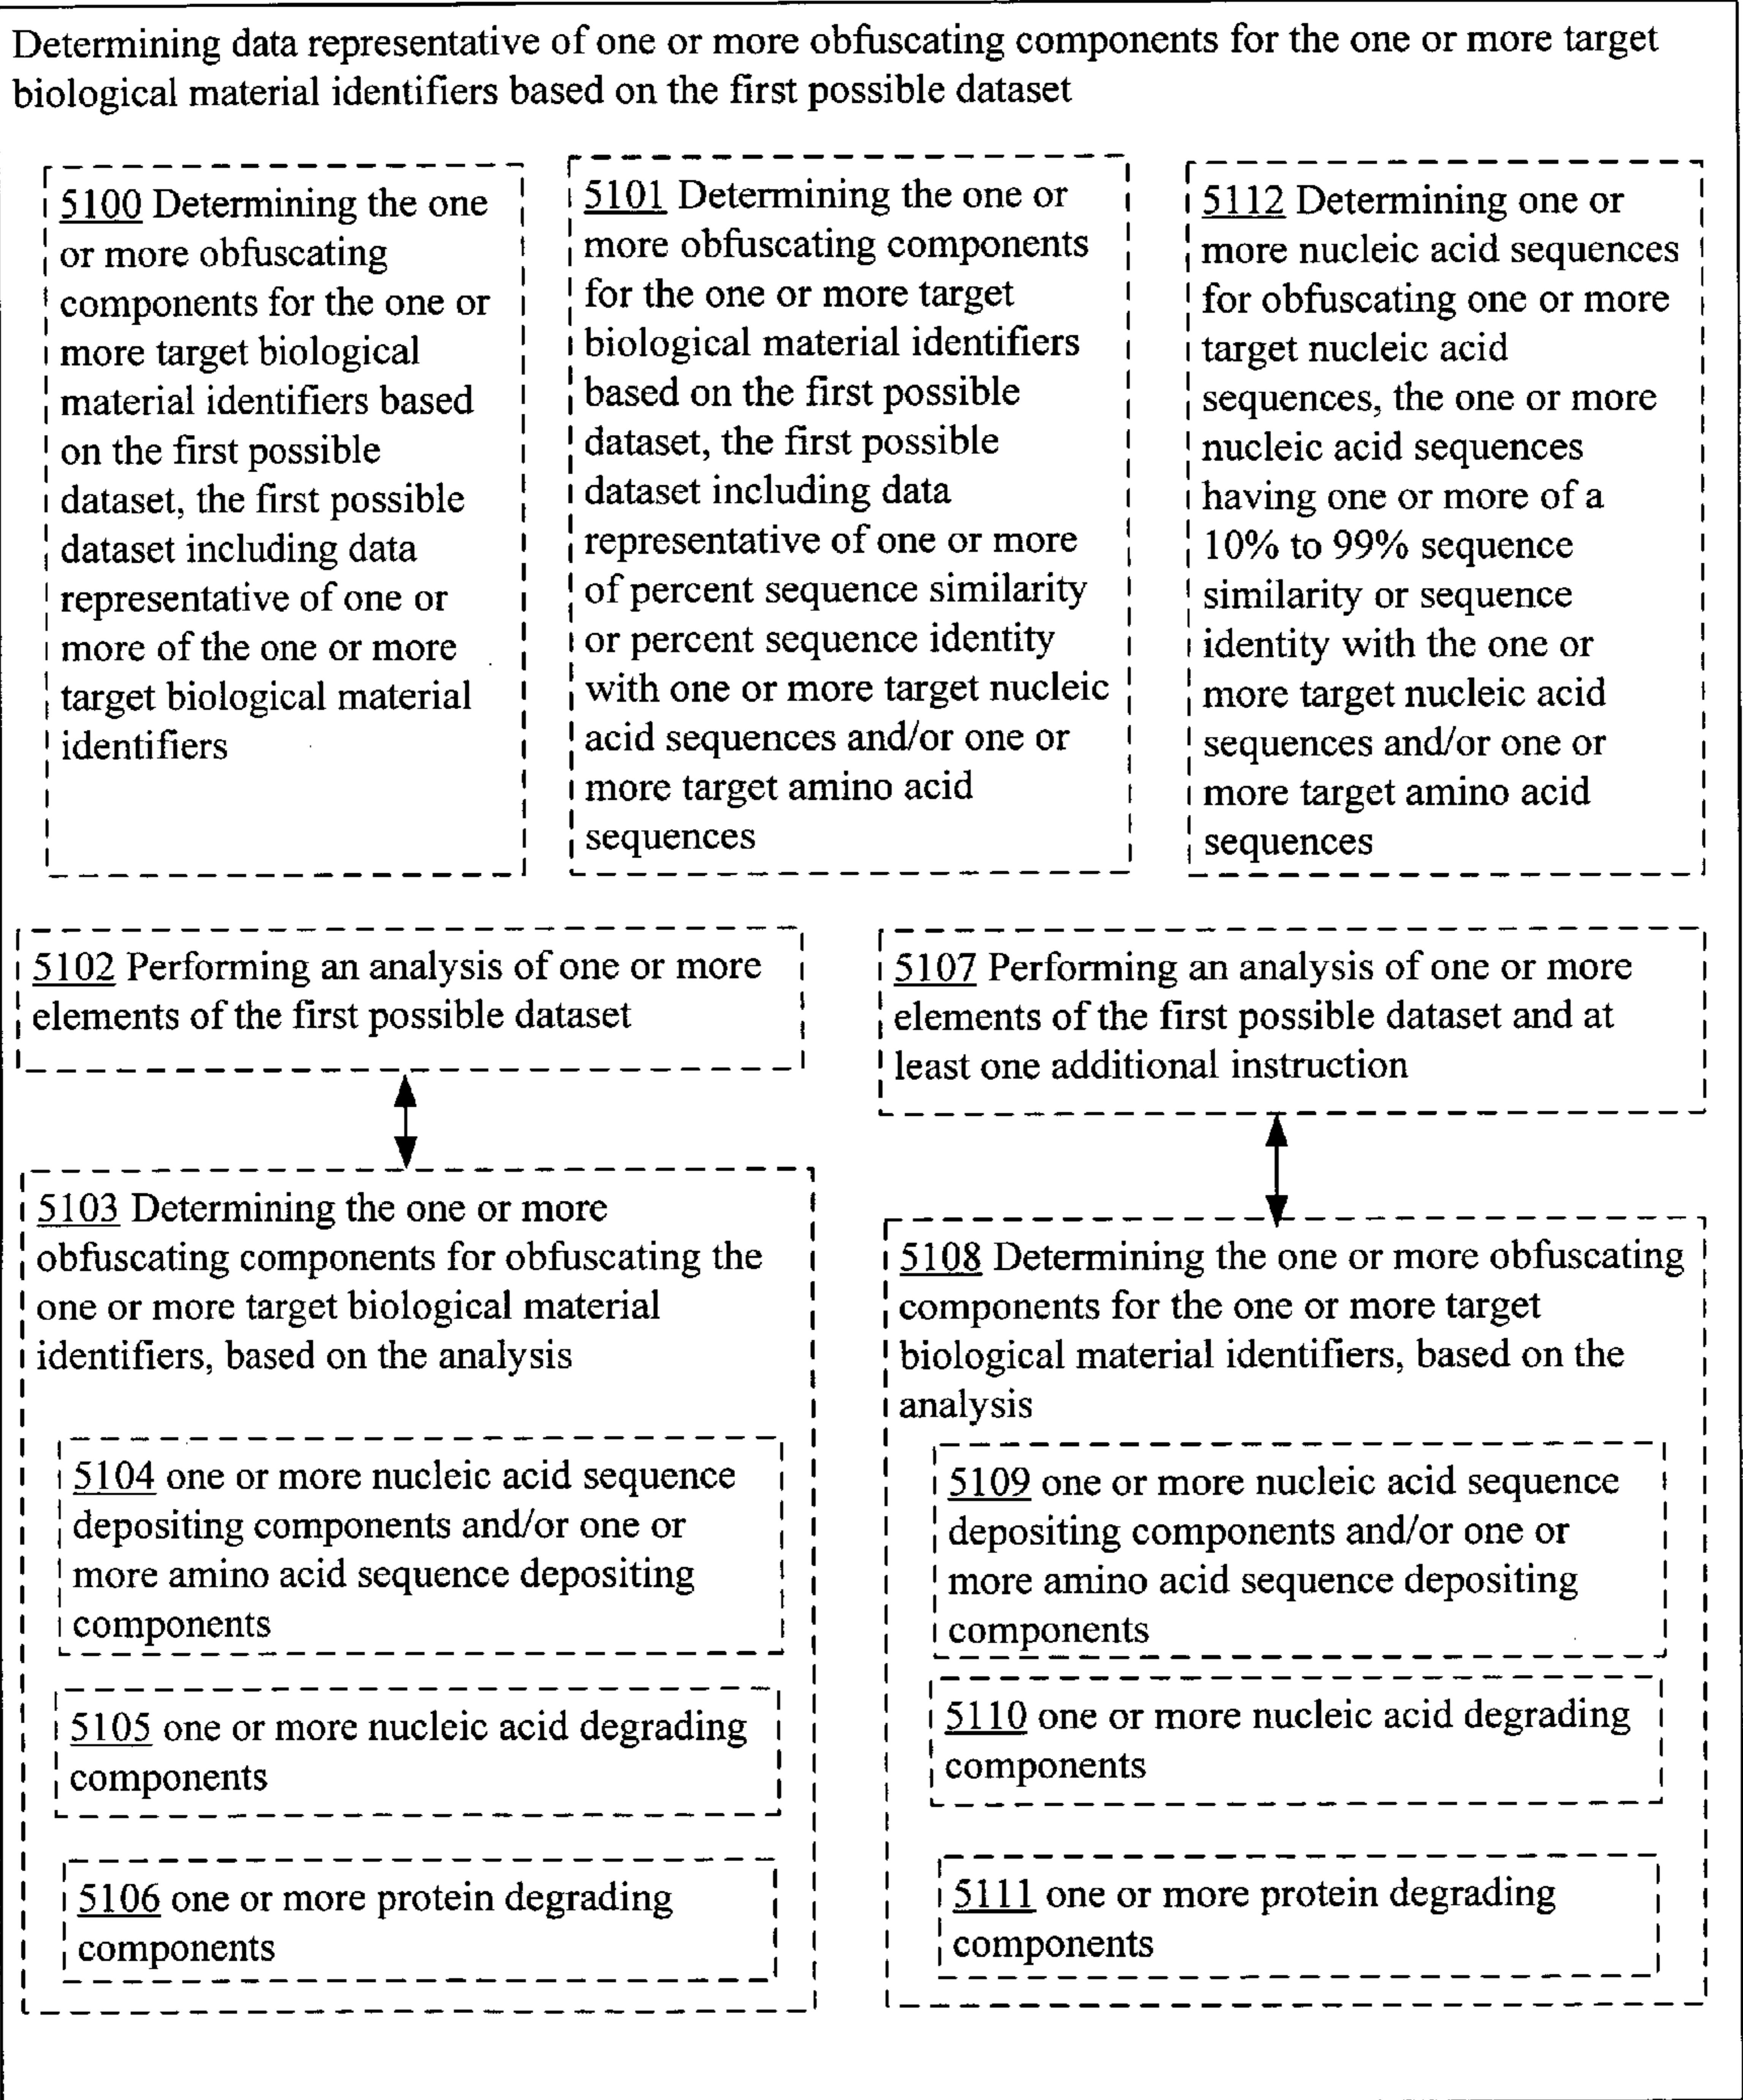 Determining data representative of one or more obfuscating components for the one or more target
biological material identifiers based on the first possible dataset
5100 Determining the one
or more obfuscating
components for the one or
more target biological
material identifiers based
on the first possible
dataset, the first possible
dataset including data
representative of one or
more of the one or more
target biological material
identifiers
5101 Determining the one or
more obfuscating components
for the one or more target
biological material identifiers
based on the first possible
dataset, the first possible
dataset including data
representative of one or more
of percent sequence similarity
or percent sequence identity
with one or more target nucleic
acid sequences and/or one or
more target amino acid
sequences
5112 Determining one or
more nucleic acid sequences
for obfuscating one or more
target nucleic acid
sequences, the one or more
nucleic acid sequences
having one or more of a
10% to 99% sequence
similarity or sequence
identity with the one or
more target nucleic acid
sequences and/or one or
more target amino acid
sequences
5102 Performing an analysis of one or more
elements of the first possible dataset
5107 Performing an analysis of one or more
elements of the first possible dataset and at
least one additional instruction
5103 Determining the one or more
obfuscating components for obfuscating the
one or more target biological material
identifiers, based on the analysis
5104 one or more nucleic acid sequence
depositing components and/or one or
more amino acid sequence depositing
components
5105 one or more nucleic acid degrading
components
5106 one or more protein degrading
components
5108 Determining the one or more obfuscating
components for the one or more target
biological material identifiers, based on the
analysis
5109 one or more nucleic acid sequence
depositing components and/or one or
more amino acid sequence depositing
components
5110 one or more nucleic acid degrading
components
5111 one or more protein degrading
components